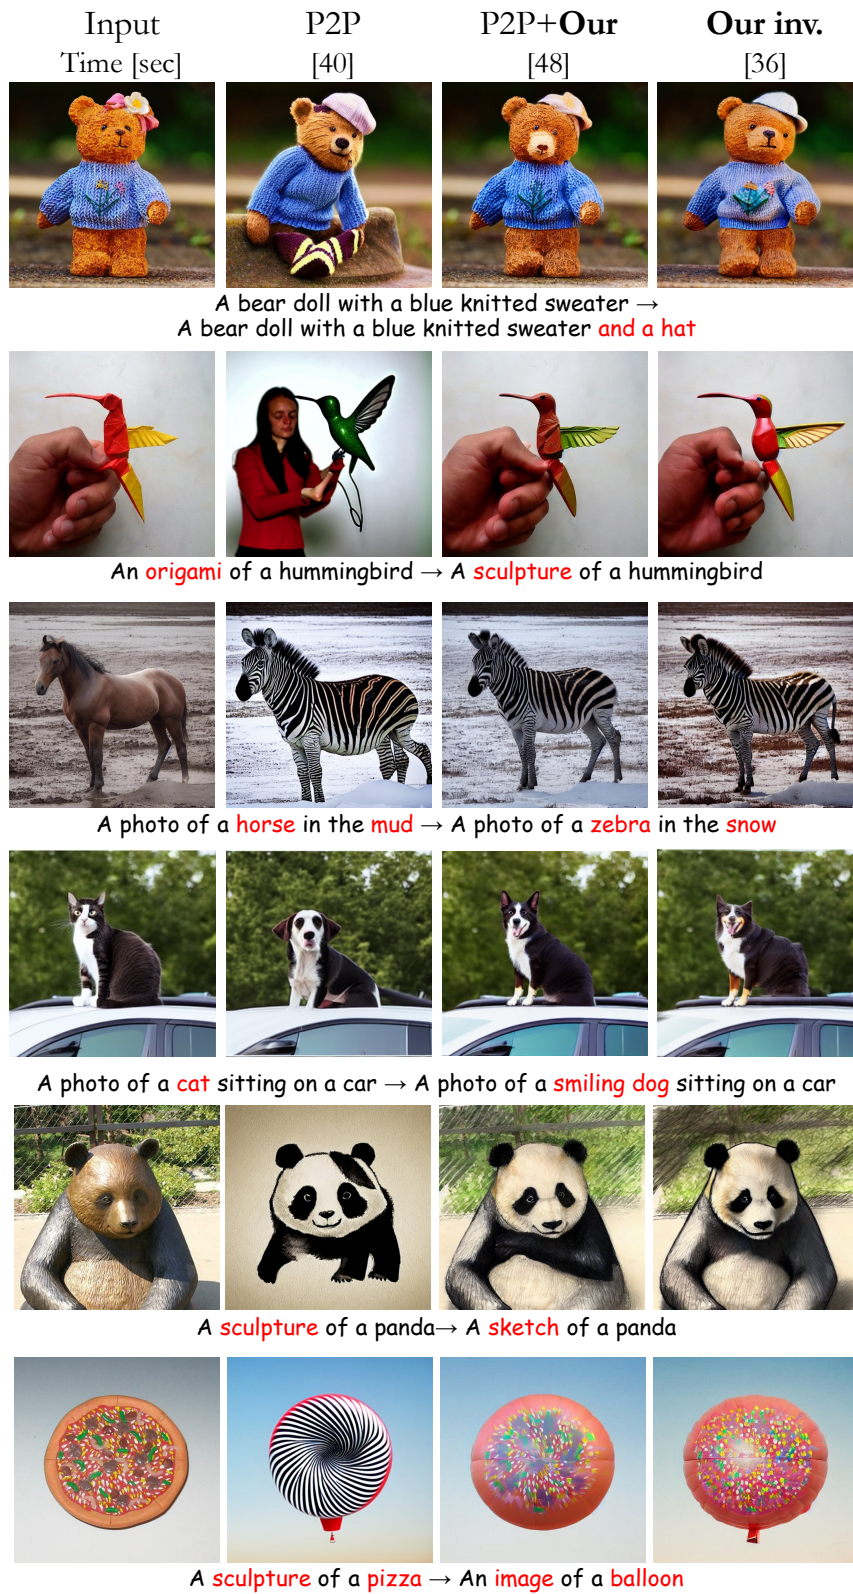 Input P2P P2P+Our Our inv.
Time [sec] [40] [48] [36]
A bear doll with a blue knitted sweater →
A bear doll with a blue knitted sweater and a hat
An origami of a hummingbird → A sculpture of a hummingbird
A photo of a horse in the mud → A photo of a zebra in the snow
A photo of a cat sitting on a car → A photo of a smiling dog sitting on a car
A sculpture of a panda→ A sketch of a panda
A sculpture of a pizza → An image of a balloon